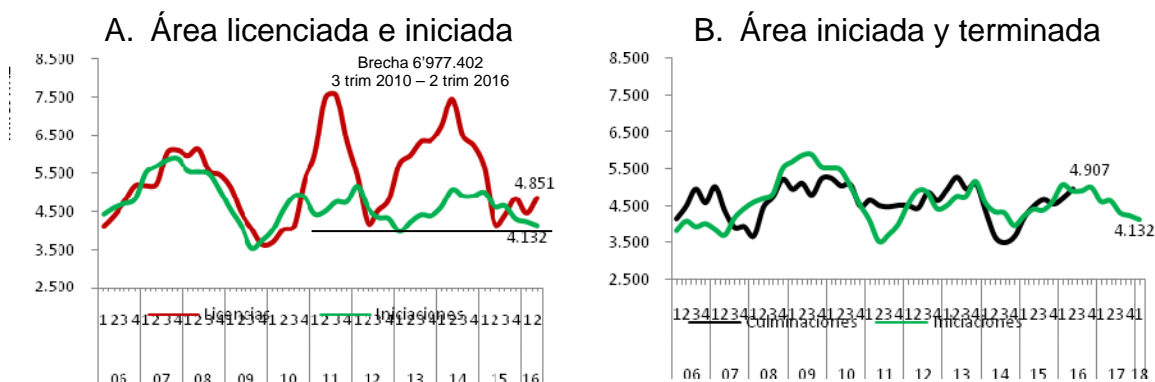 A. Área licenciada e iniciada
8.500
Brecha 6’977.402
3 trim 2010 – 2 trim 2016
7.500
6.500
5.500
4.851
4.500
4.132
3.500
2.500
Licencias
Iniciaciones
06 07 08 09 10 11 12 13 14 15 16
B. Área iniciada y terminada
8.500
7.500
6.500
5.500
4.907
4.500
4.132
3.500
2.500
Culminaciones
Iniciaciones
06 07 08 09 10 11 12 13 14 15 16 17 18